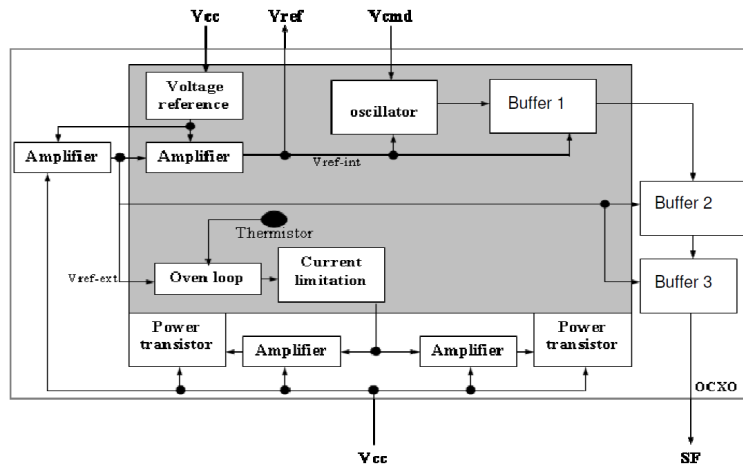 Vcc Vref Vcmd
Voltage
reference
oscillator
Buffer 1
Amplifier
Amplifier
Vref-int
Buffer 2
Thermistor
Vref-ext
Oven loop
Current
limitation
Buffer 3
Power
transistor
Amplifier
Amplifier
Power
transistor
OCXO
Vcc
SF